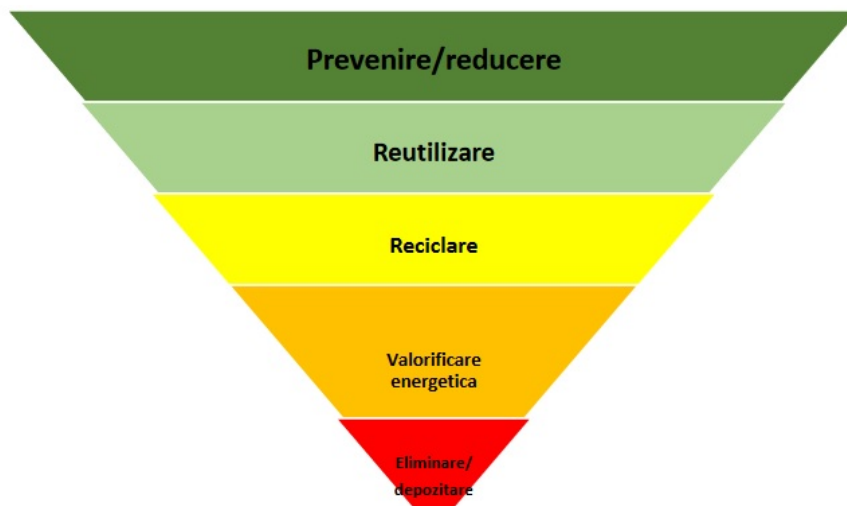 Prevenire/reducere
Reutilizare
Reciclare
Valorificare
energetica
Eliminare/
depozitare